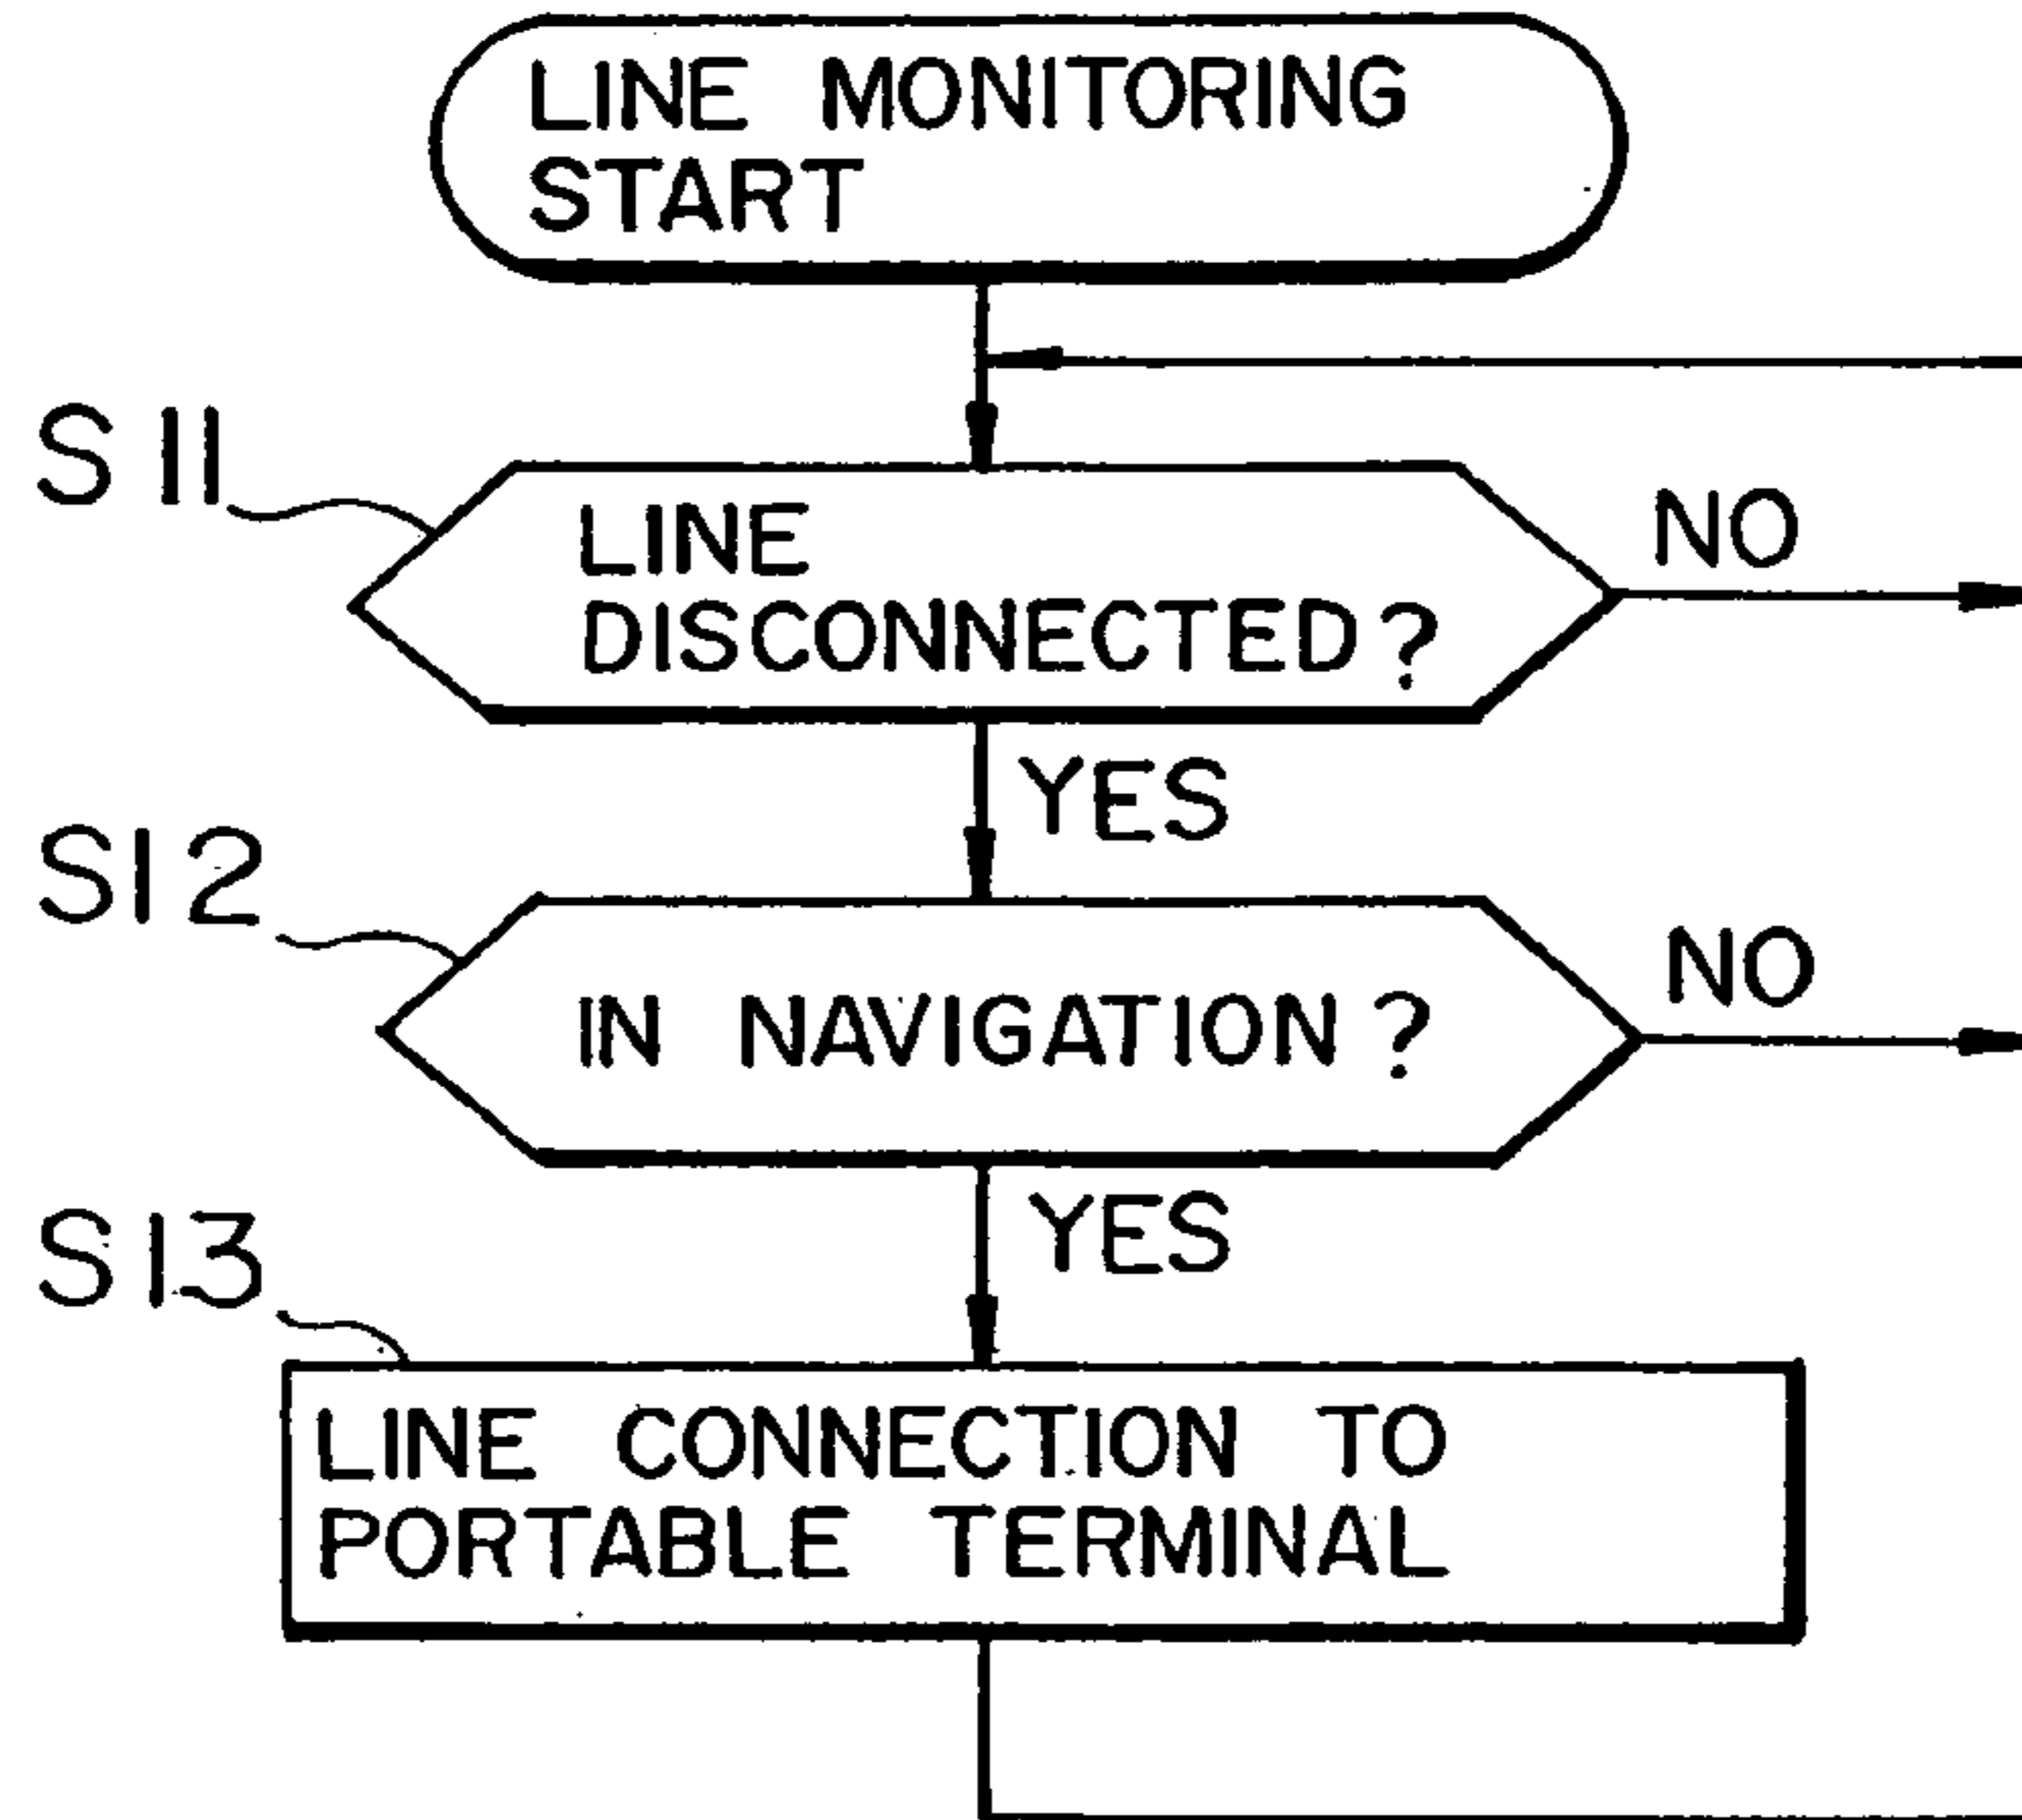 LINE MONITORING
START
S11
LINE
DISCONNECTED?
NO
YES
S12
IN NAVIGATION?
NO
YES
S13
LINE CONNECTION TO
PORTABLE TERMINAL